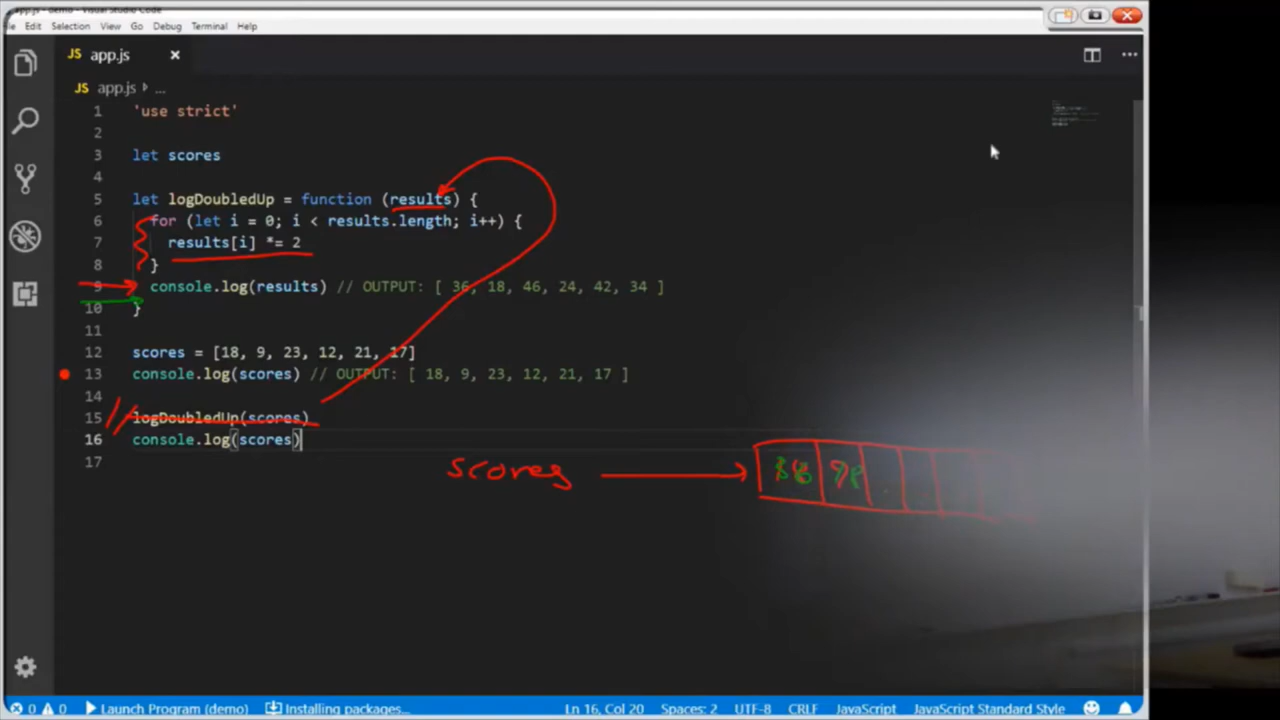 app.js - demo - Visual Studio Code
Edit Selection View Go Debug Terminal Help
JS app.js ×
JS app.js ...
1 'use strict'
2
3 let scores
4
5 let logDoubledUp = function (results) {
6 for (let i = 0; i < results.length; i++) {
7 results[i] *= 2
8 }
9 console.log(results) // OUTPUT: [ 36, 18, 46, 24, 42, 34 ]
10 }
11
12 scores = [18, 9, 23, 12, 21, 17]
13 console.log(scores) // OUTPUT: [ 18, 9, 23, 12, 21, 17 ]
14
15 logDoubledUp(scores)
16 console.log(scores)
17
scores
0 0 Launch Program (demo) Installing packages... Ln 16, Col 20 Spaces: 2 UTF-8 CRLF JavaScript JavaScript Standard Style